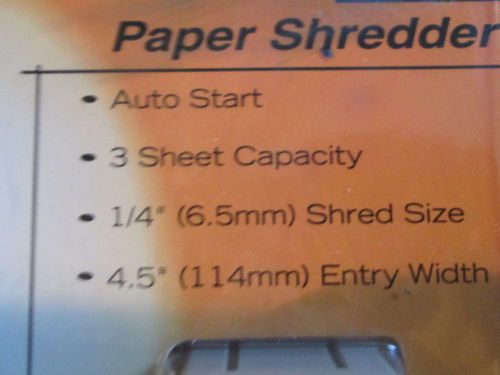 Paper Shredder
• Auto Start
• 3 Sheet Capacity
• 1/4" (6.5mm) Shred Size
• 4.5" (114mm) Entry Width